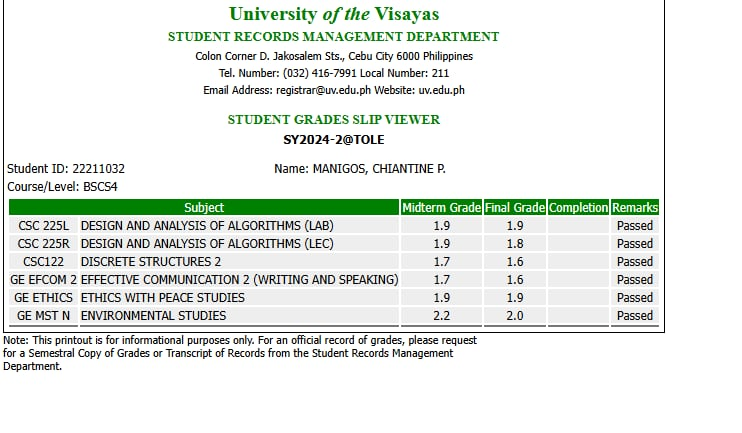 University of the Visayas
STUDENT RECORDS MANAGEMENT DEPARTMENT
Colon Corner D. Jakosalem Sts., Cebu City 6000 Philippines
Tel. Number: (032) 416-7991 Local Number: 211
Email Address: registrar@uv.edu.ph Website: uv.edu.ph
STUDENT GRADES SLIP VIEWER
SY2024-2@TOLE
Student ID: 22211032 Name: MANIGOS, CHIANTINE P.
Course/Level: BSCS4
Subject Midterm Grade Final Grade Completion Remarks
CSC 225L DESIGN AND ANALYSIS OF ALGORITHMS (LAB) 1.9 1.9 Passed
CSC 225R DESIGN AND ANALYSIS OF ALGORITHMS (LEC) 1.9 1.8 Passed
CSC122 DISCRETE STRUCTURES 2 1.7 1.6 Passed
GE EFCOM 2 EFFECTIVE COMMUNICATION 2 (WRITING AND SPEAKING) 1.7 1.6 Passed
GE ETHICS ETHICS WITH PEACE STUDIES 1.9 1.9 Passed
GE MST N ENVIRONMENTAL STUDIES 2.2 2.0 Passed
Note: This printout is for informational purposes only. For an official record of grades, please request
for a Semestral Copy of Grades or Transcript of Records from the Student Records Management
Department.